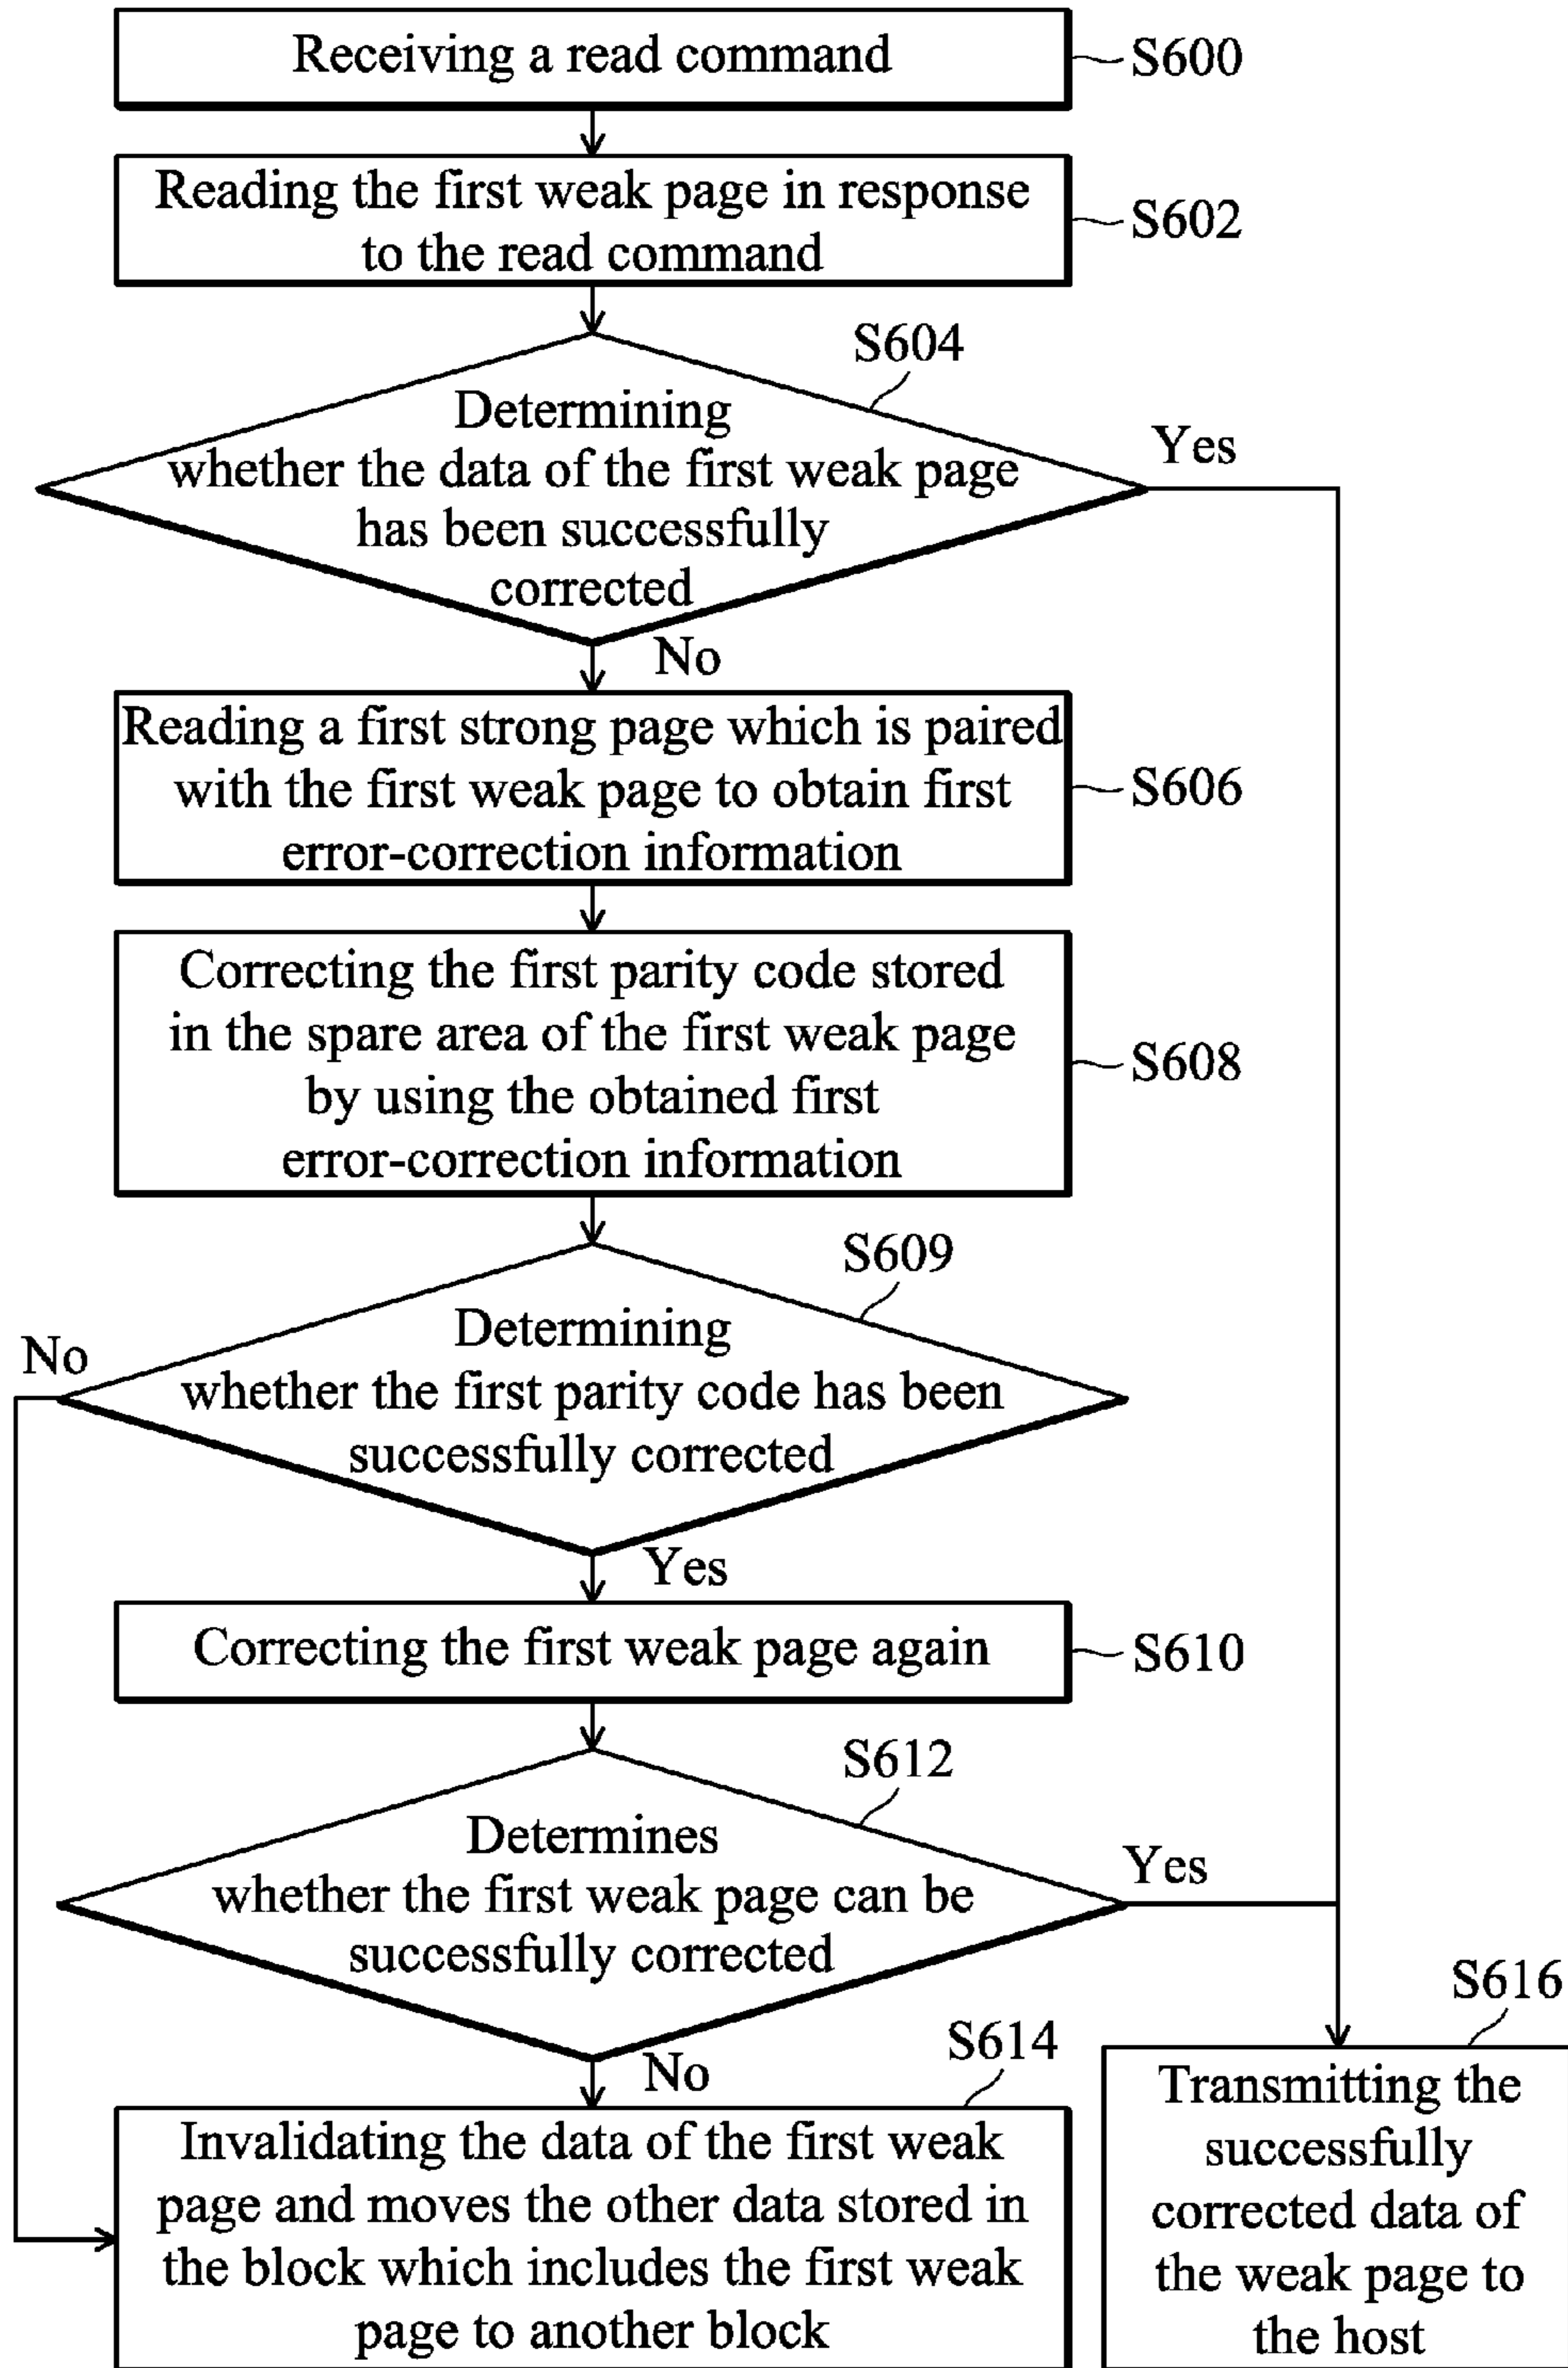 Receiving a read command
S600
Reading the first weak page in response
to the read command
S602
S604
Determining
whether the data of the first weak page
has been successfully
corrected
Yes
No
Reading a first strong page which is paired
with the first weak page to obtain first
error-correction information
S606
Correcting the first parity code stored
in the spare area of the first weak page
by using the obtained first
error-correction information
S608
S609
Determining
whether the first parity code has been
successfully corrected
No
Yes
Correcting the first weak page again
S610
S612
Determines
whether the first weak page can be
successfully corrected
Yes
No
S614
Invalidating the data of the first weak
page and moves the other data stored in
the block which includes the first weak
page to another block
S616
Transmitting the
successfully
corrected data of
the weak page to
the host